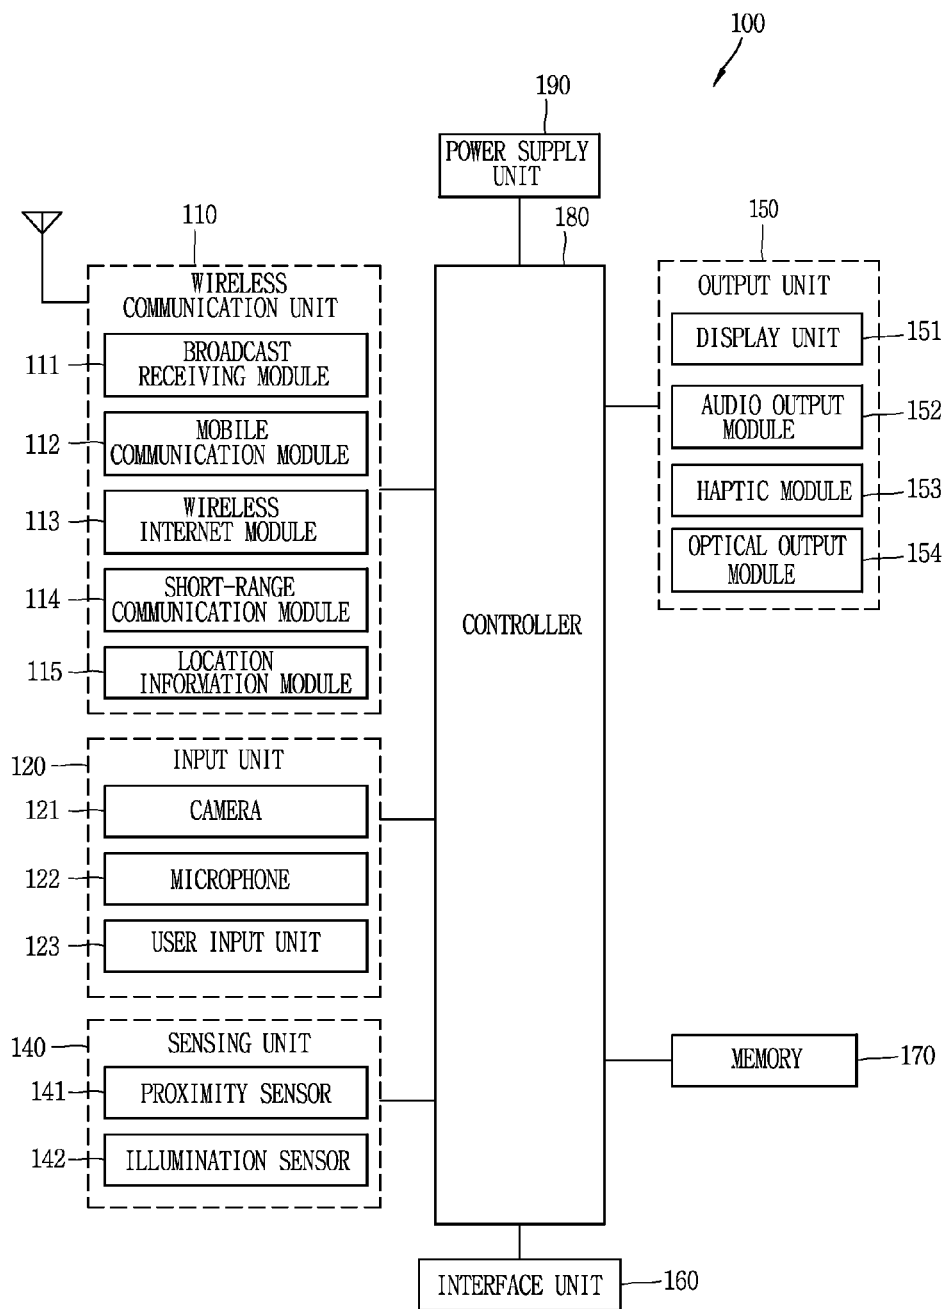 100
190
POWER SUPPLY
UNIT
110
180
150
WIRELESS
COMMUNICATION UNIT
111
BROADCAST
RECEIVING MODULE
112
MOBILE
COMMUNICATION MODULE
113
WIRELESS
INTERNET MODULE
114
SHORT-RANGE
COMMUNICATION MODULE
115
LOCATION
INFORMATION MODULE
120
INPUT UNIT
121
CAMERA
122
MICROPHONE
123
USER INPUT UNIT
140
SENSING UNIT
141
PROXIMITY SENSOR
142
ILLUMINATION SENSOR
CONTROLLER
OUTPUT UNIT
DISPLAY UNIT
151
AUDIO OUTPUT
MODULE
152
HAPTIC MODULE
153
OPTICAL OUTPUT
MODULE
154
MEMORY
170
INTERFACE UNIT
160